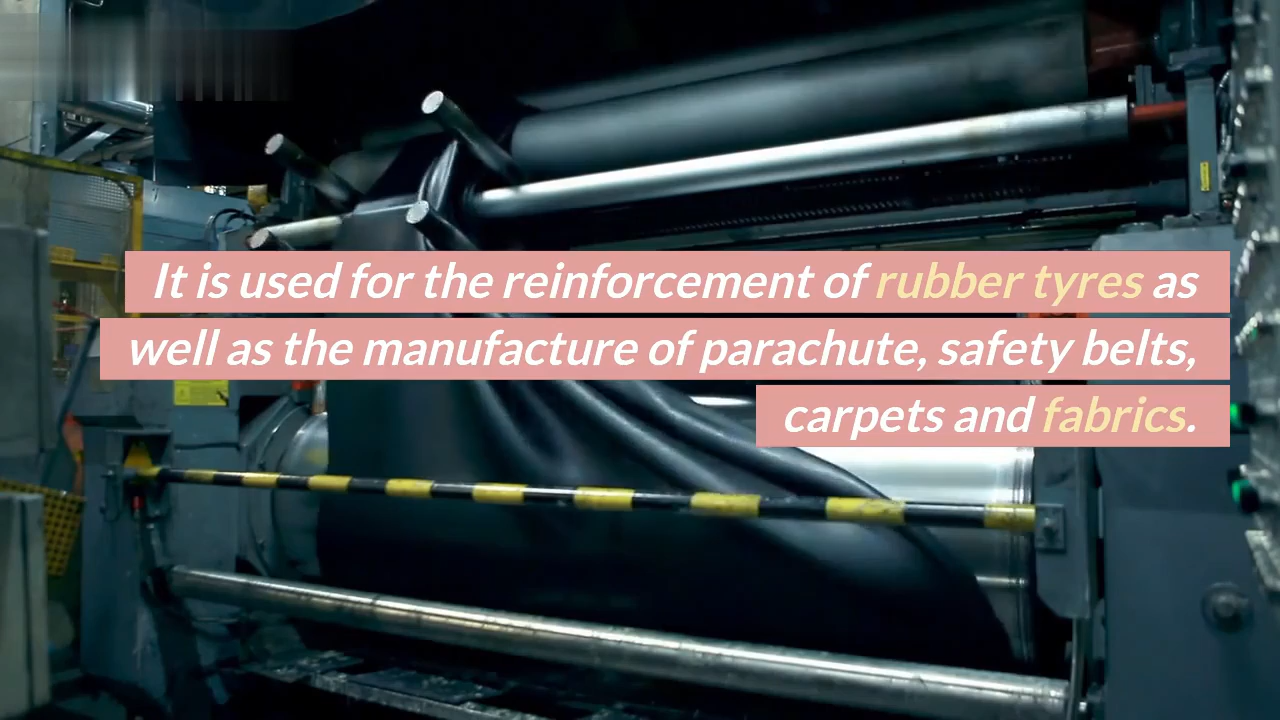 It is used for the reinforcement of rubber tyres as
well as the manufacture of parachute, safety belts,
carpets and fabrics.